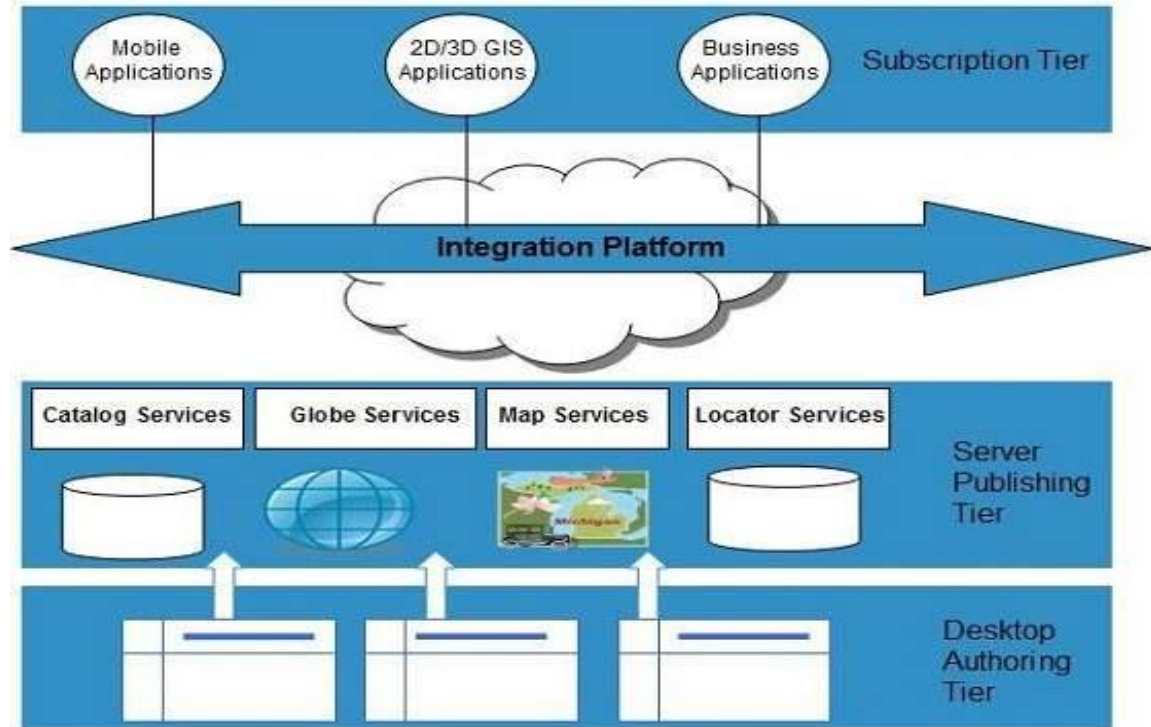 Mobile
Applications
2D/3D GIS
Applications
Business
Applications
Subscription Tier
Integration Platform
Catalog Services
Globe Services
Map Services
Locator Services
Michigan
Server
Publishing
Tier
Desktop
Authoring
Tier